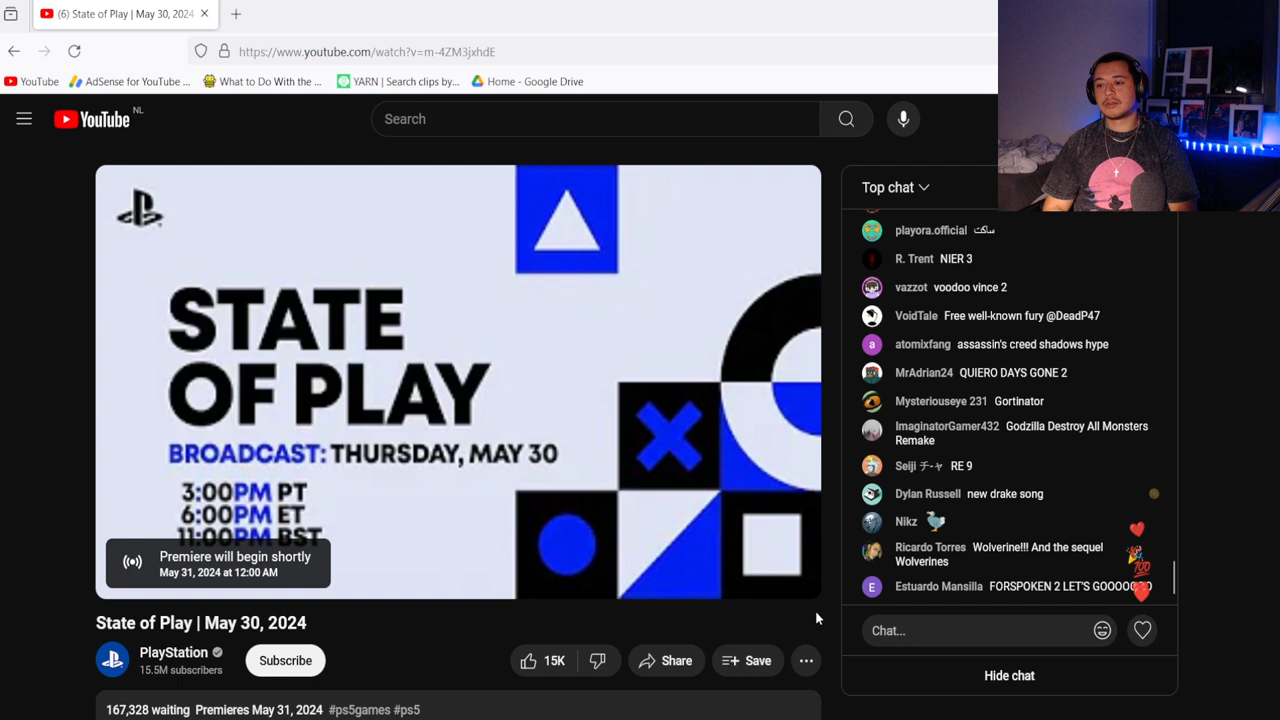 (6) State of Play | May 30, 2024
https://www.youtube.com/watch?v=m-4ZM3jxhdE
YouTube
AdSense for YouTube ...
What to Do With the ...
YARN | Search clips by...
Home - Google Drive
YouTube NL
Search
STATE
OF PLAY
BROADCAST: THURSDAY, MAY 30
3:00PM PT
6:00PM ET
11:00PM BST
Premiere will begin shortly
May 31, 2024 at 12:00 AM
State of Play | May 30, 2024
PlayStation
15.5M subscribers
Subscribe
15K
Share
Save
167,328 waiting Premieres May 31, 2024 #ps5games #ps5
Top chat
playora.official ساکت
R. Trent NIER 3
vazzot voodoo vince 2
VoidTale Free well-known fury @DeadP47
atomixfang assassin's creed shadows hype
MrAdrian24 QUIERO DAYS GONE 2
Mysteriouseye 231 Gortinator
ImaginatorGamer432 Godzilla Destroy All Monsters
Remake
Seiji チ-ャ RE 9
Dylan Russell new drake song
Nikz
Ricardo Torres Wolverine!!! And the sequel
Wolverines
Estuardo Mansilla FORSPOKEN 2 LET'S
100
Chat...
Hide chat